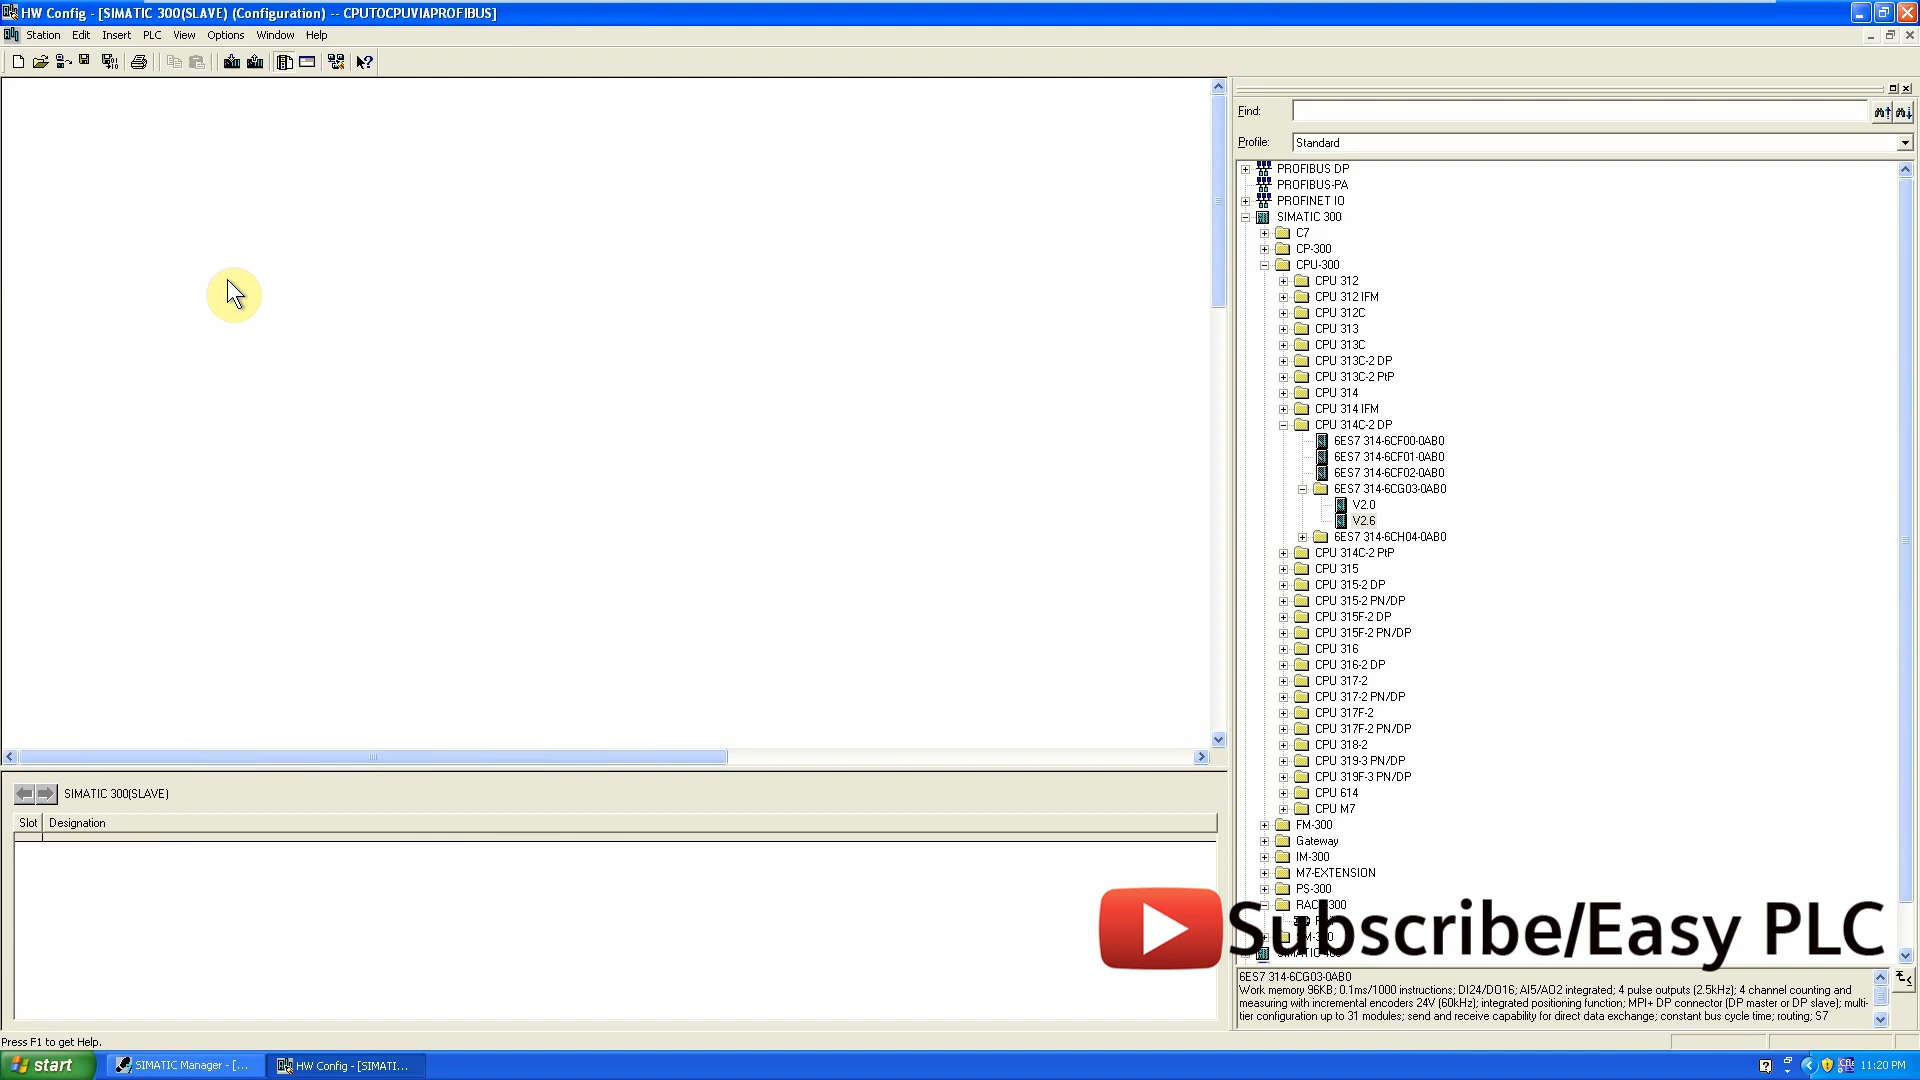 HW Config - [SIMATIC 300(SLAVE) (Configuration) -- CPUTOCPUVIAPROFIBUS]
Station Edit Insert PLC View Options Window Help
Find:
Profile: Standard
PROFIBUS DP
PROFIBUS-PA
PROFINET IO
SIMATIC 300
C7
CP-300
CPU-300
CPU 312
CPU 312 IFM
CPU 312C
CPU 313
CPU 313C
CPU 313C-2 DP
CPU 313C-2 PtP
CPU 314
CPU 314 IFM
CPU 314C-2 DP
6ES7 314-6CF00-0AB0
6ES7 314-6CF01-0AB0
6ES7 314-6CF02-0AB0
6ES7 314-6CG03-0AB0
V2.0
V2.6
6ES7 314-6CH04-0AB0
CPU 314C-2 PtP
CPU 315
CPU 315-2 DP
CPU 315-2 PN/DP
CPU 315F-2 DP
CPU 315F-2 PN/DP
CPU 316
CPU 316-2 DP
CPU 317-2
CPU 317-2 PN/DP
CPU 317F-2
CPU 317F-2 PN/DP
CPU 318-2
CPU 319-3 PN/DP
CPU 319F-3 PN/DP
CPU 614
CPU M7
FM-300
Gateway
IM-300
M7-EXTENSION
PS-300
Subscribe/Easy PLC
6ES7 314-6CG03-0AB0
Work memory 96KB; 0.1ms/1000 instructions; DI24/DO16; AI5/AO2 integrated; 4 pulse outputs (2.5kHz); 4 channel counting and
measuring with incremental encoders 24V (60kHz); integrated positioning function; MPI+ DP connector (DP master or DP slave); multi-
tier configuration up to 31 modules; send and receive capability for direct data exchange; constant bus cycle time; routing; S7
SIMATIC 300(SLAVE)
Slot Designation
Press F1 to get Help.
start SIMATIC Manager - [... HW Config - [SIMATI... 11:20 PM